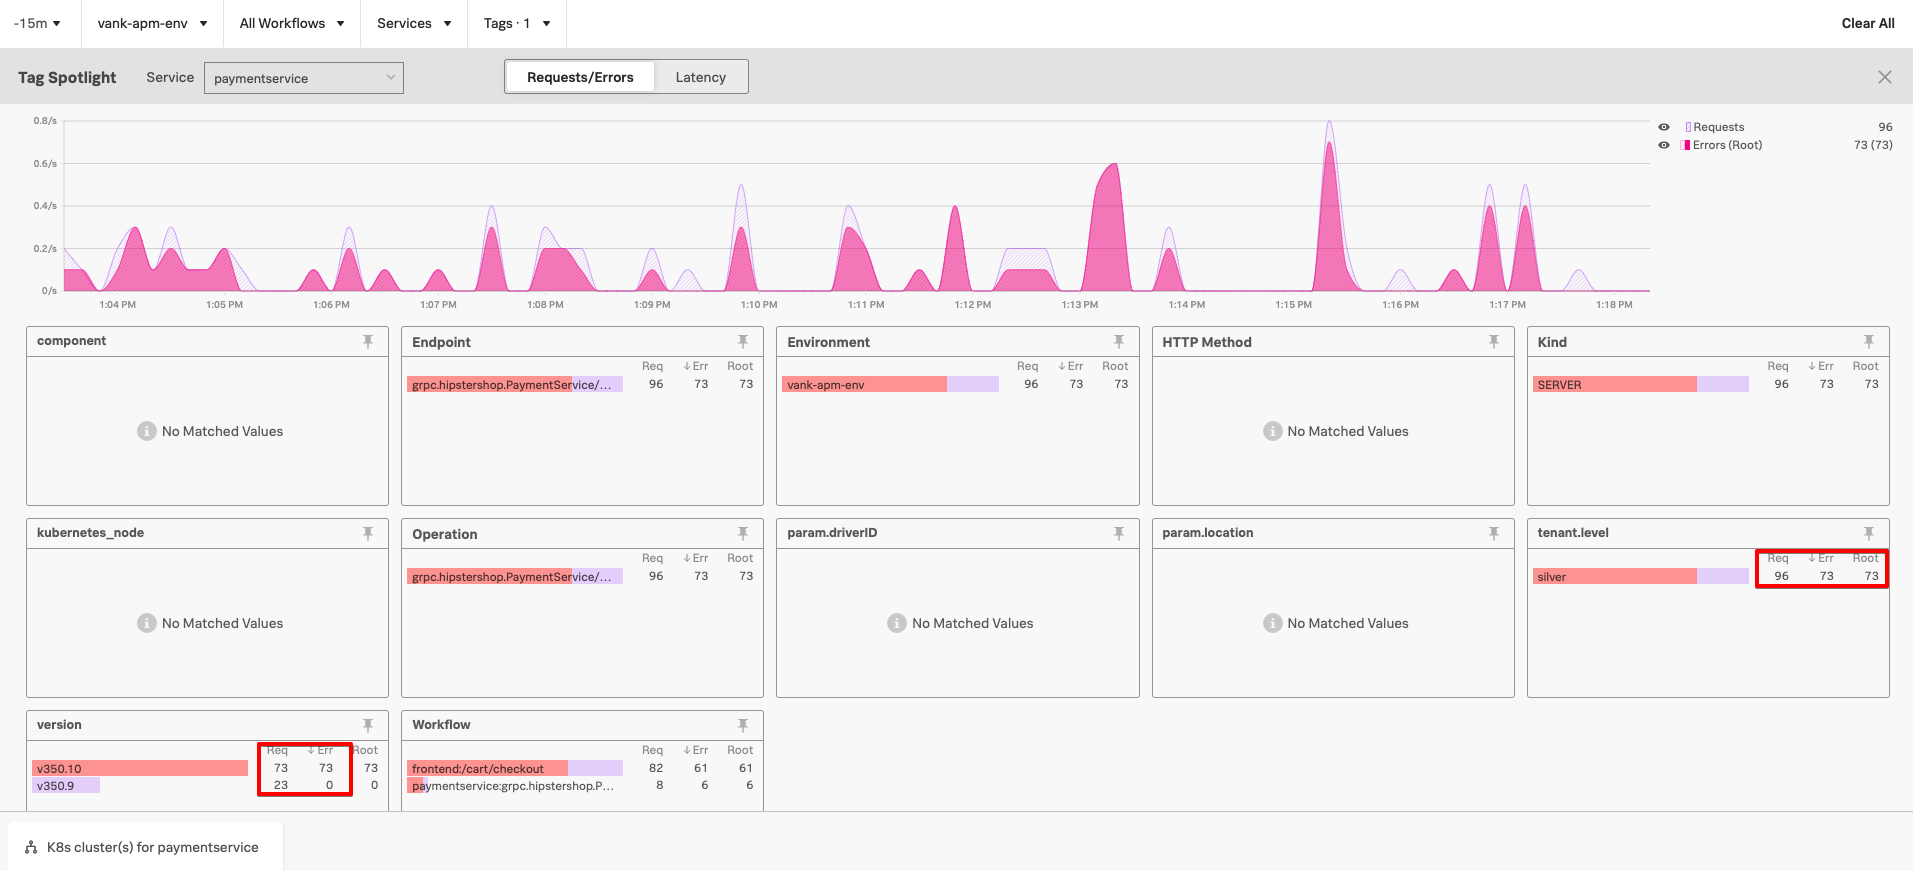 -15m
vank-apm-env
All Workflows
Services
Tags · 1
Clear All
Tag Spotlight
Service
paymentservice
Requests/Errors
Latency
0.8/s
0.6/s
0.4/s
0.2/s
0/s
1:04 PM 1:05 PM 1:06 PM 1:07 PM 1:08 PM 1:09 PM 1:10 PM 1:11 PM 1:12 PM 1:13 PM 1:14 PM 1:15 PM 1:16 PM 1:17 PM 1:18 PM
Requests 96
Errors (Root) 73 (73)
component
No Matched Values
Endpoint
Req ↓Err Root
grpc.hipstershop.PaymentService/... 96 73 73
Environment
Req ↓Err Root
vank-apm-env 96 73 73
HTTP Method
No Matched Values
Kind
Req ↓Err Root
SERVER 96 73 73
kubernetes_node
No Matched Values
Operation
Req ↓Err Root
grpc.hipstershop.PaymentService/... 96 73 73
param.driverID
No Matched Values
param.location
No Matched Values
tenant.level
Req ↓Err Root
silver 96 73 73
version
Req ↓Err Root
v350.10 73 73 73
v350.9 23 0 0
Workflow
Req ↓Err Root
frontend:/cart/checkout 82 61 61
paymentservice:grpc.hipstershop.P... 8 6 6
K8s cluster(s) for paymentservice